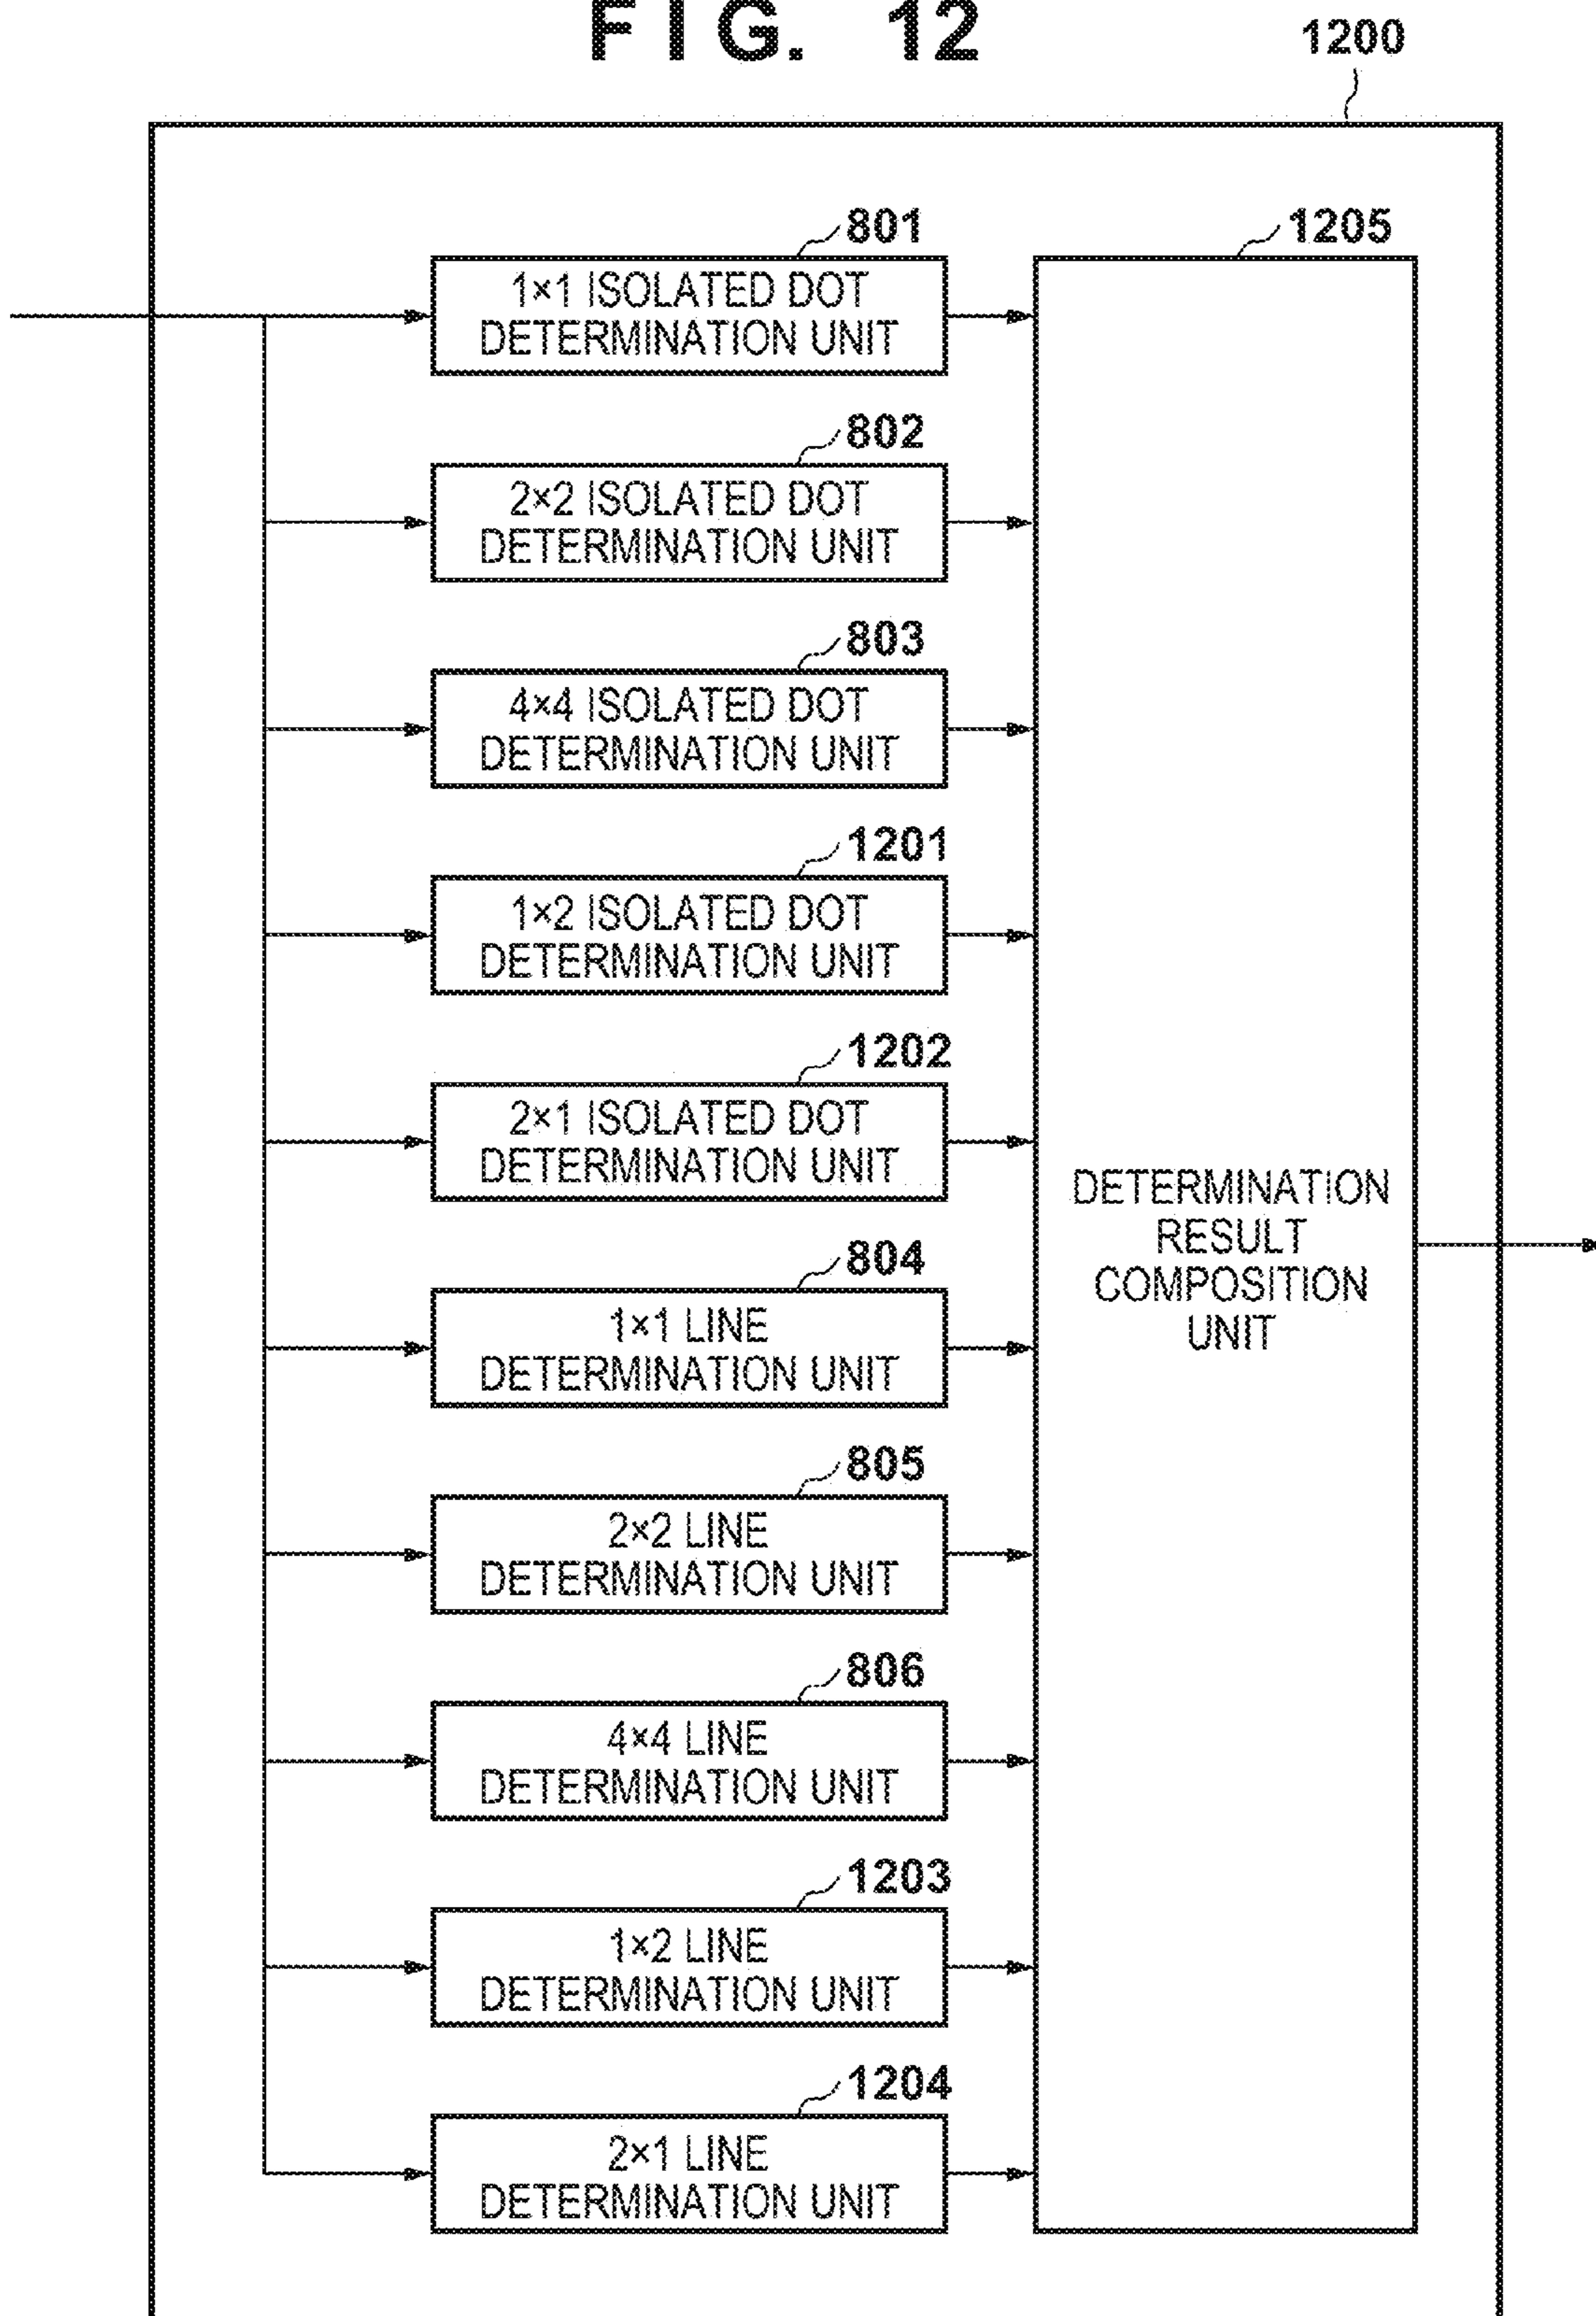 FIG. 12
1200
801
1205
1×1 ISOLATED DOT
DETERMINATION UNIT
802
2×2 ISOLATED DOT
DETERMINATION UNIT
803
4×4 ISOLATED DOT
DETERMINATION UNIT
1201
1×2 ISOLATED DOT
DETERMINATION UNIT
1202
2×1 ISOLATED DOT
DETERMINATION UNIT
804
1×1 LINE
DETERMINATION UNIT
805
2×2 LINE
DETERMINATION UNIT
806
4×4 LINE
DETERMINATION UNIT
1203
1×2 LINE
DETERMINATION UNIT
1204
2×1 LINE
DETERMINATION UNIT
DETERMINATION
RESULT
COMPOSITION
UNIT